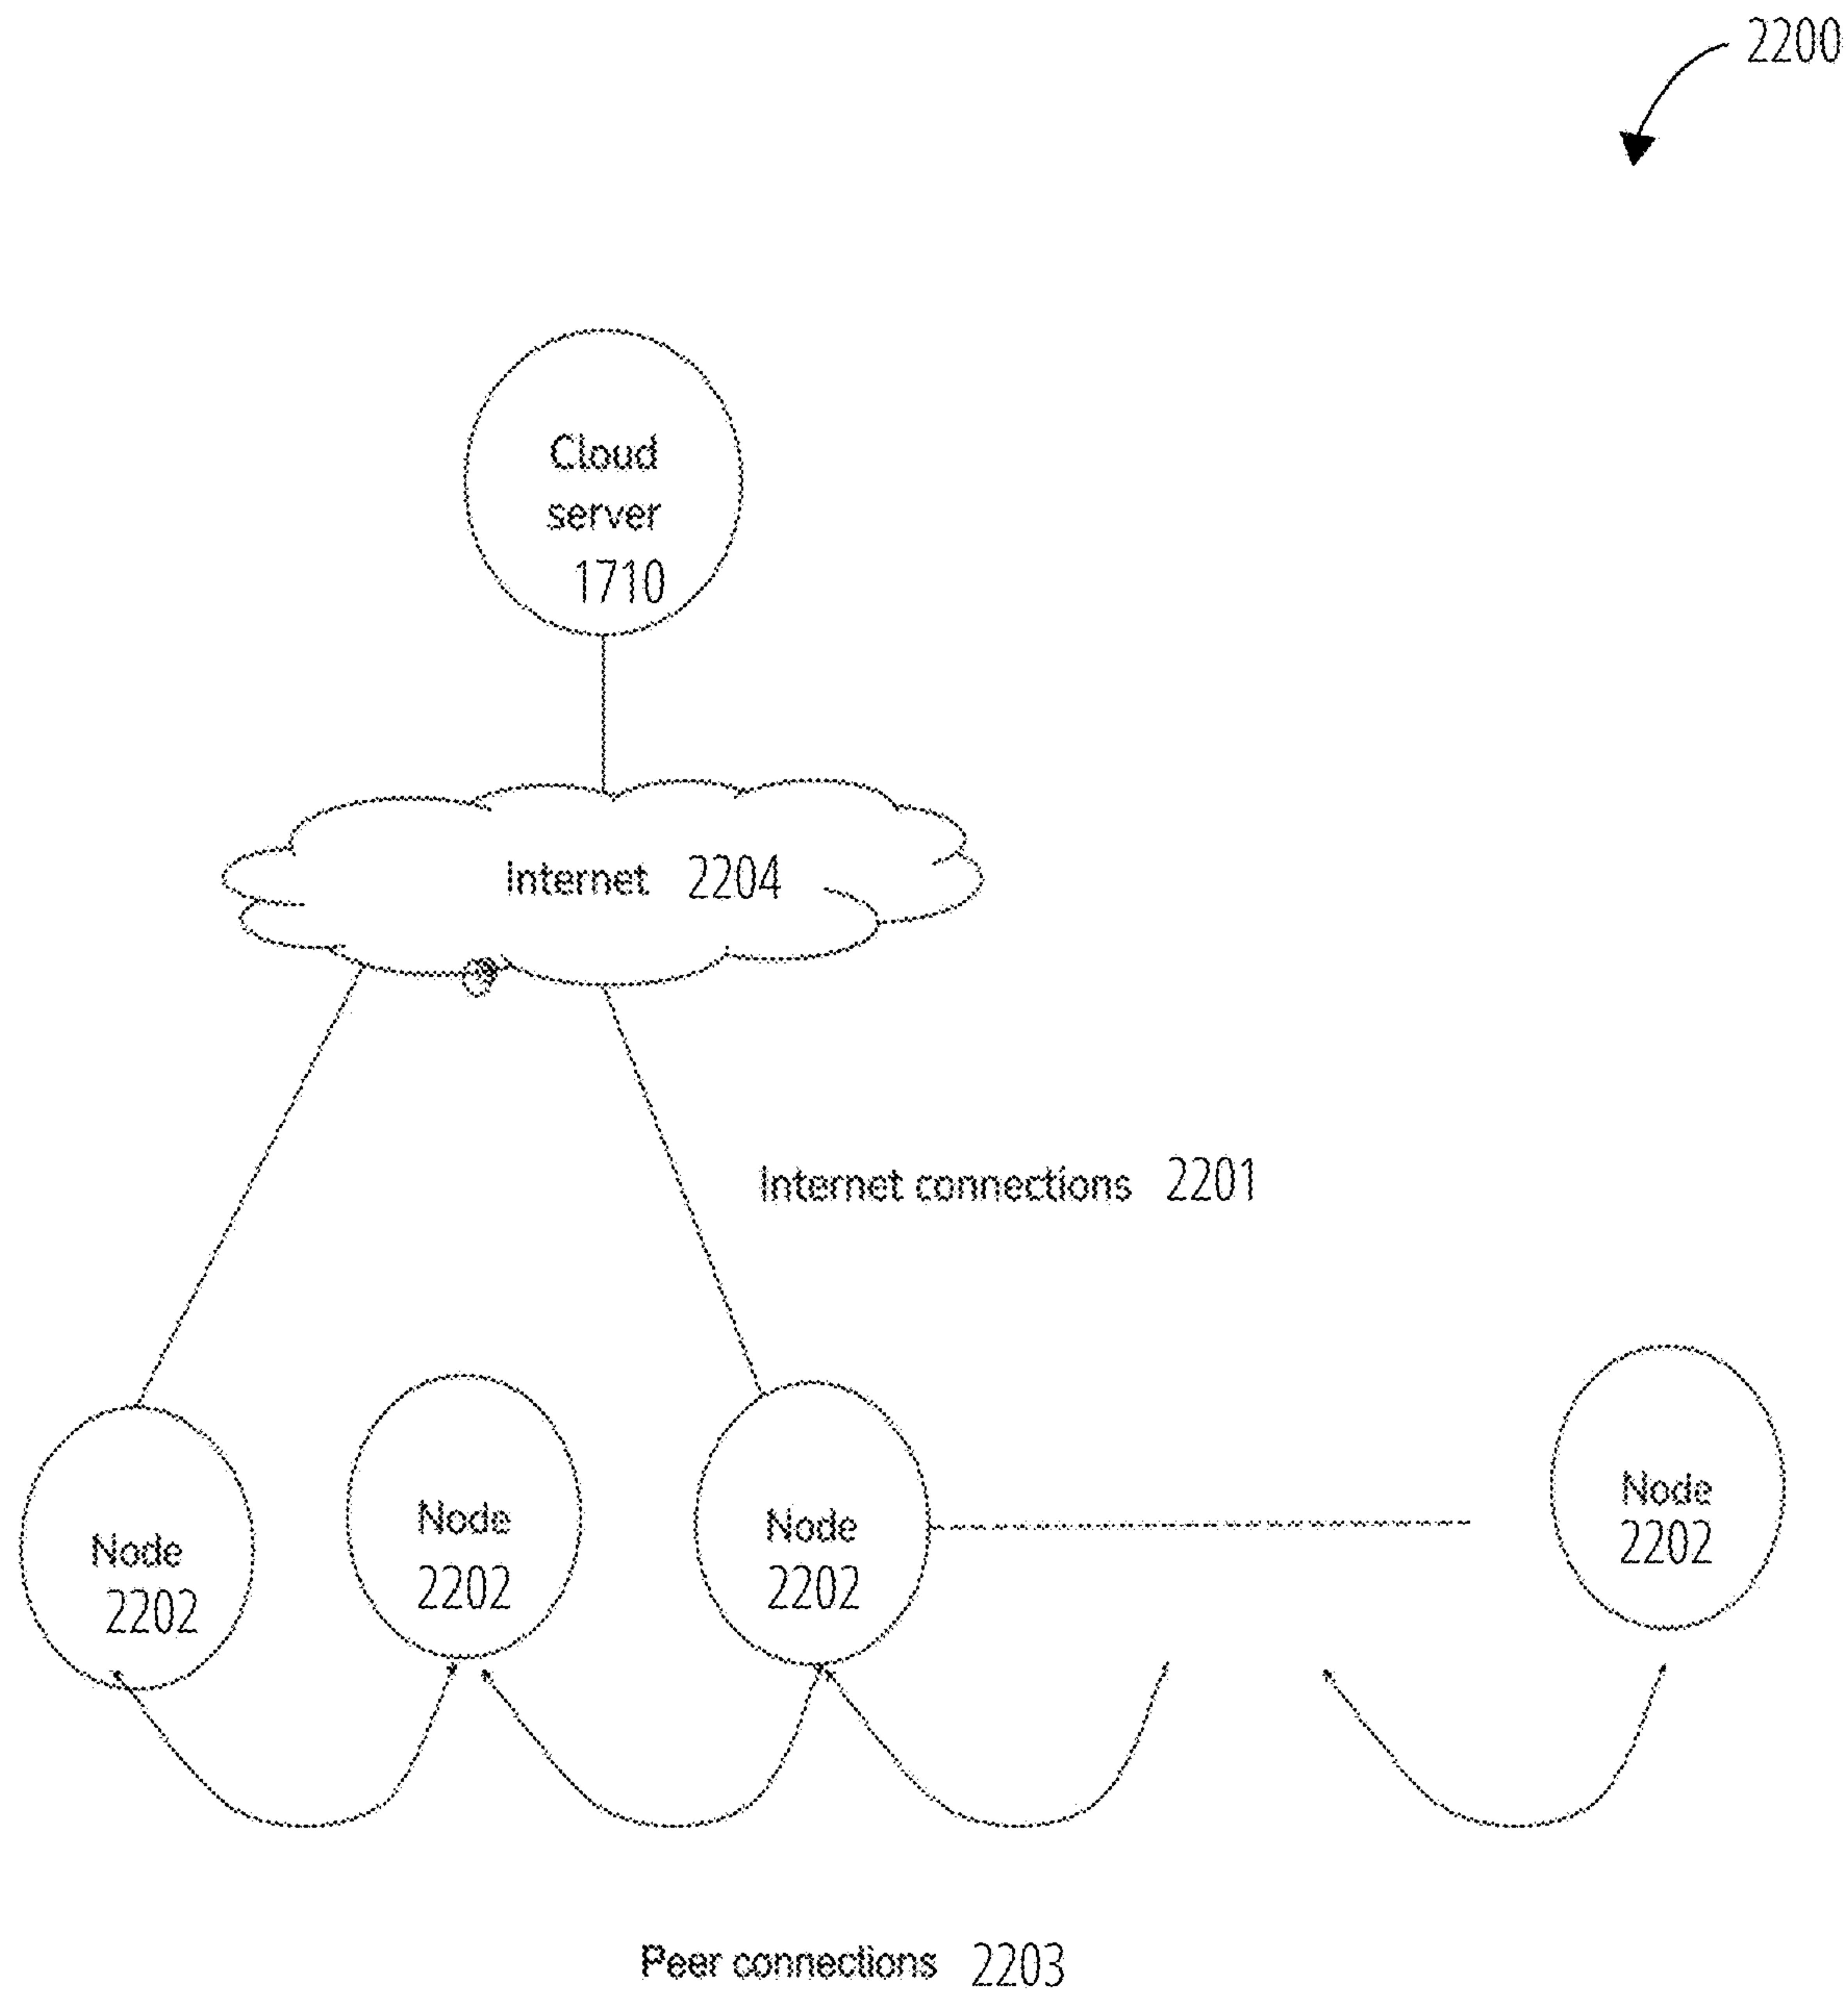 2200
Cloud
server
1710
Internet 2204
Internet connections 2201
Node
2202
Node
2202
Node
2202
Node
2202
Peer connections 2203